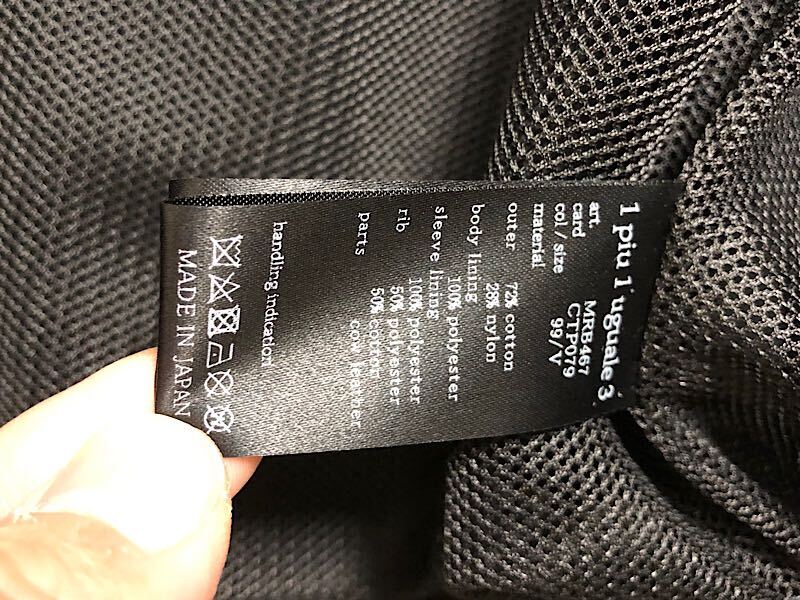 1 piu 1 uguale 3
art. MRB467
card CTP079
col / size 99/V
material
outer 72% cotton
28% nylon
body lining
100% polyester
sleeve lining
100% polyester
rib 50% polyester
50% cotton
parts cow leather
handling indication
MADE IN JAPAN